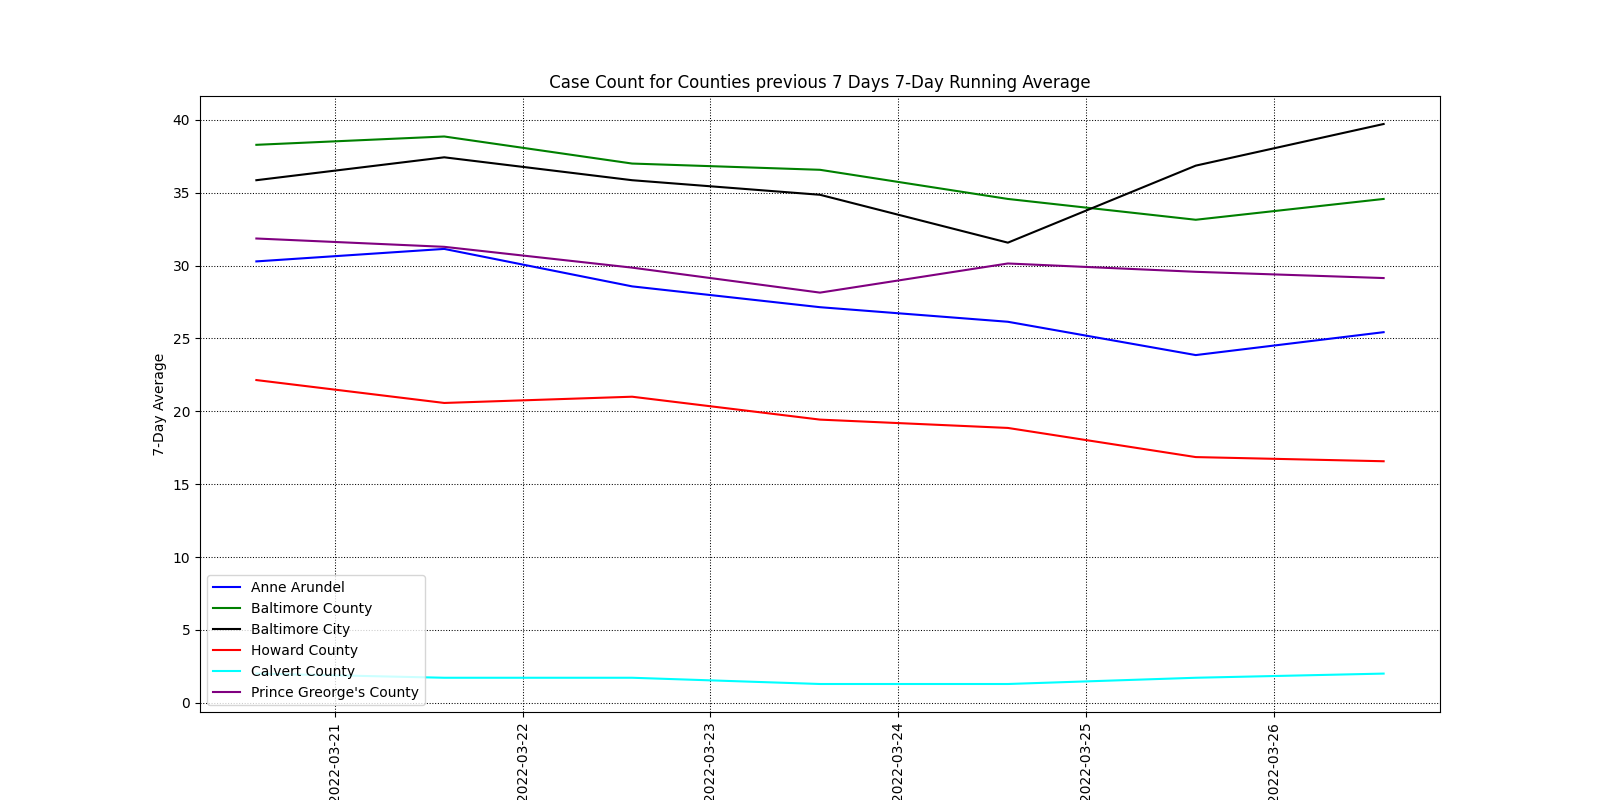 Case Count for Counties previous 7 Days 7-Day Running Average
7-Day Average
40
35
30
25
20
15
10
5
0
Anne Arundel
Baltimore County
Baltimore City
Howard County
Calvert County
Prince Greorge's County
2022-03-21
2022-03-22
2022-03-23
2022-03-24
2022-03-25
2022-03-26